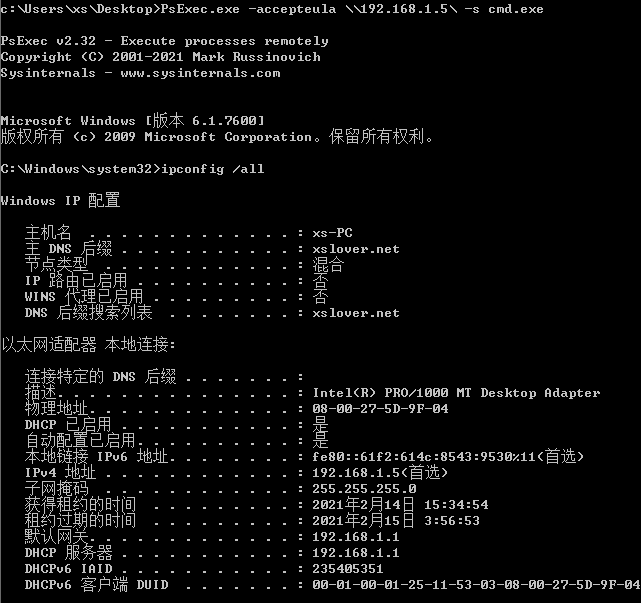 c:\Users\xs\Desktop>PsExec.exe -accepteula \\192.168.1.5\ -s cmd.exe
PsExec v2.32 - Execute processes remotely
Copyright (C) 2001-2021 Mark Russinovich
Sysinternals - www.sysinternals.com
Microsoft Windows [版本 6.1.7600]
版权所有 (c) 2009 Microsoft Corporation。保留所有权利。
C:\Windows\system32>ipconfig /all
Windows IP 配置
主机名 . . . . . . . . . . . . . : xs-PC
主 DNS 后缀 . . . . . . . . . . . : xslover.net
节点类型 . . . . . . . . . . . . : 混合
IP 路由已启用 . . . . . . . . . . : 否
WINS 代理已启用 . . . . . . . . . : 否
DNS 后缀搜索列表 . . . . . . . . : xslover.net
以太网适配器 本地连接:
连接特定的 DNS 后缀 . . . . . . . :
描述. . . . . . . . . . . . . . . : Intel(R) PRO/1000 MT Desktop Adapter
物理地址. . . . . . . . . . . . . : 08-00-27-5D-9F-04
DHCP 已启用 . . . . . . . . . . . : 是
自动配置已启用. . . . . . . . . . : 是
本地链接 IPv6 地址. . . . . . . . : fe80::61f2:614c:8543:9530%11(首选)
IPv4 地址 . . . . . . . . . . . . : 192.168.1.5(首选)
子网掩码 . . . . . . . . . . . . : 255.255.255.0
获得租约的时间 . . . . . . . . . : 2021年2月14日 15:34:54
租约过期的时间 . . . . . . . . . : 2021年2月15日 3:56:53
默认网关. . . . . . . . . . . . . : 192.168.1.1
DHCP 服务器 . . . . . . . . . . . : 192.168.1.1
DHCPv6 IAID . . . . . . . . . . . : 235405351
DHCPv6 客户端 DUID . . . . . . . : 00-01-00-01-25-11-53-03-08-00-27-5D-9F-04